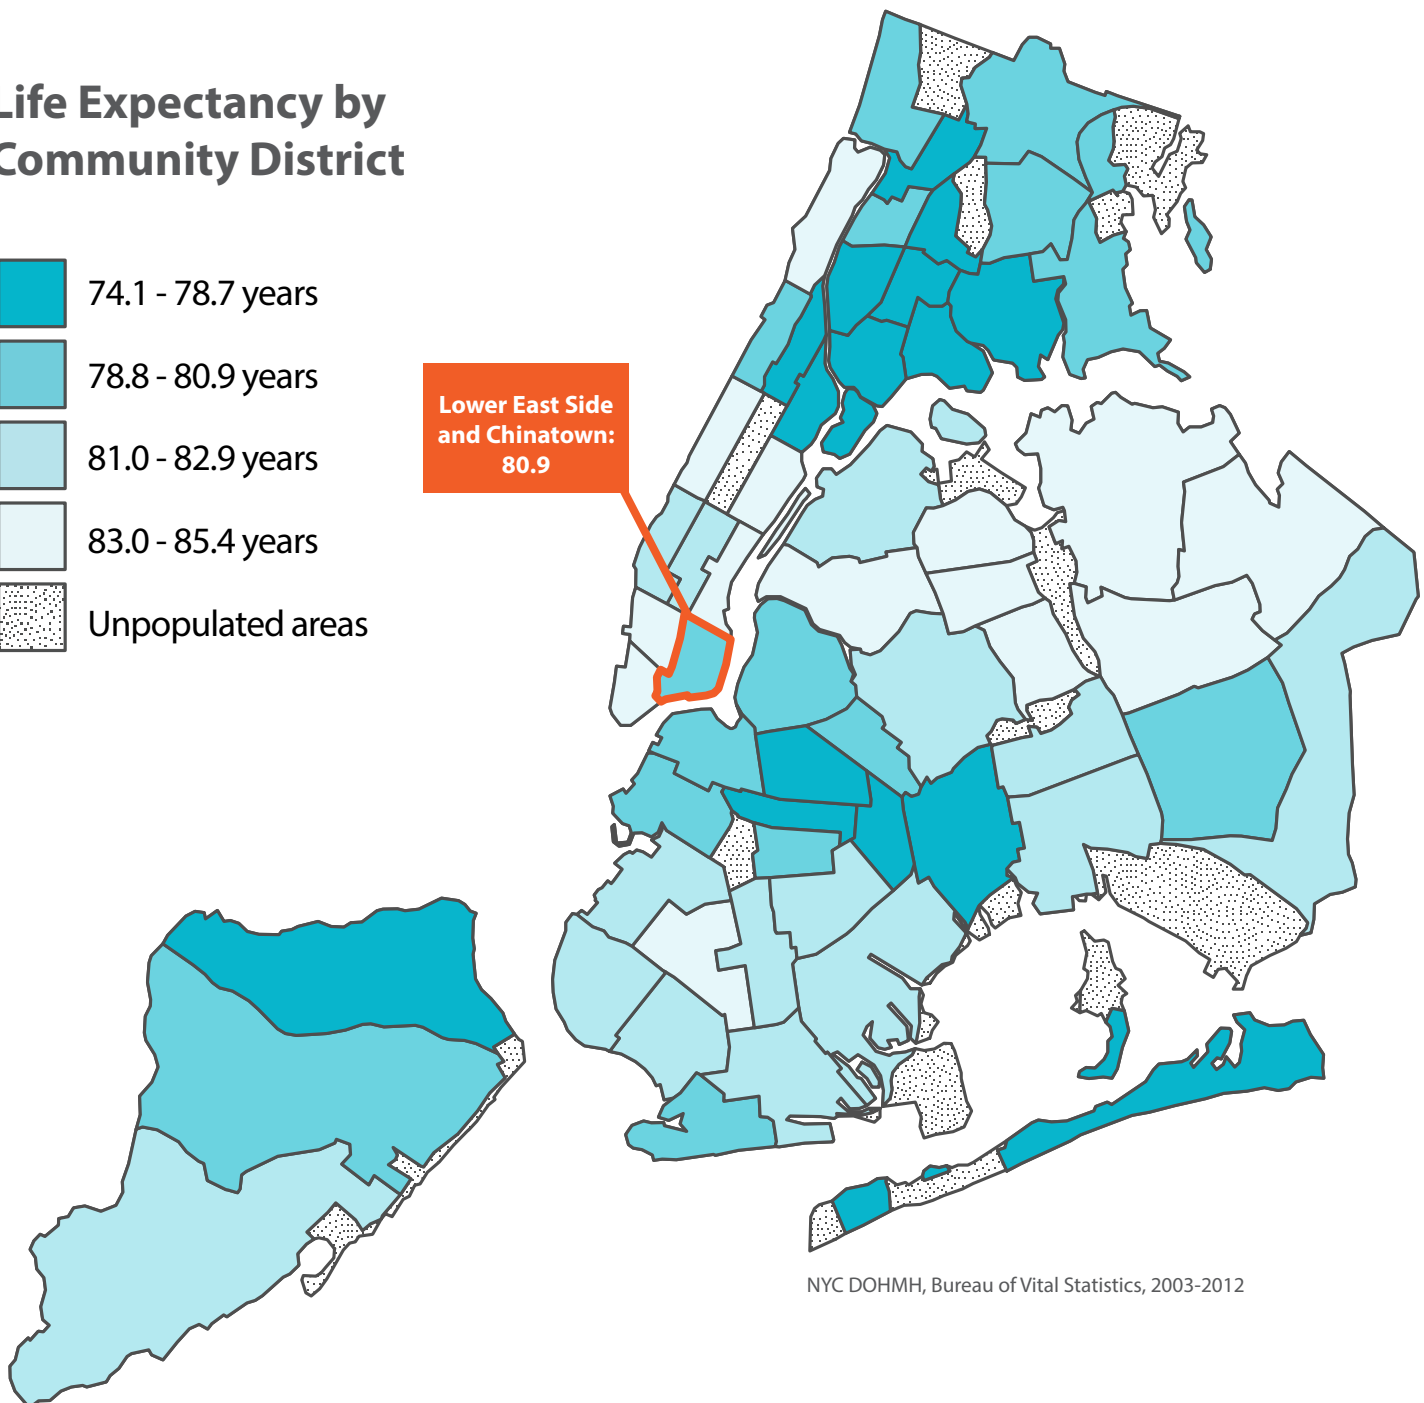 Life Expectancy by
Community District
74.1 - 78.7 years
78.8 - 80.9 years
81.0 - 82.9 years
83.0 - 85.4 years
Unpopulated areas
Lower East Side
and Chinatown:
80.9
NYC DOHMH, Bureau of Vital Statistics, 2003-2012